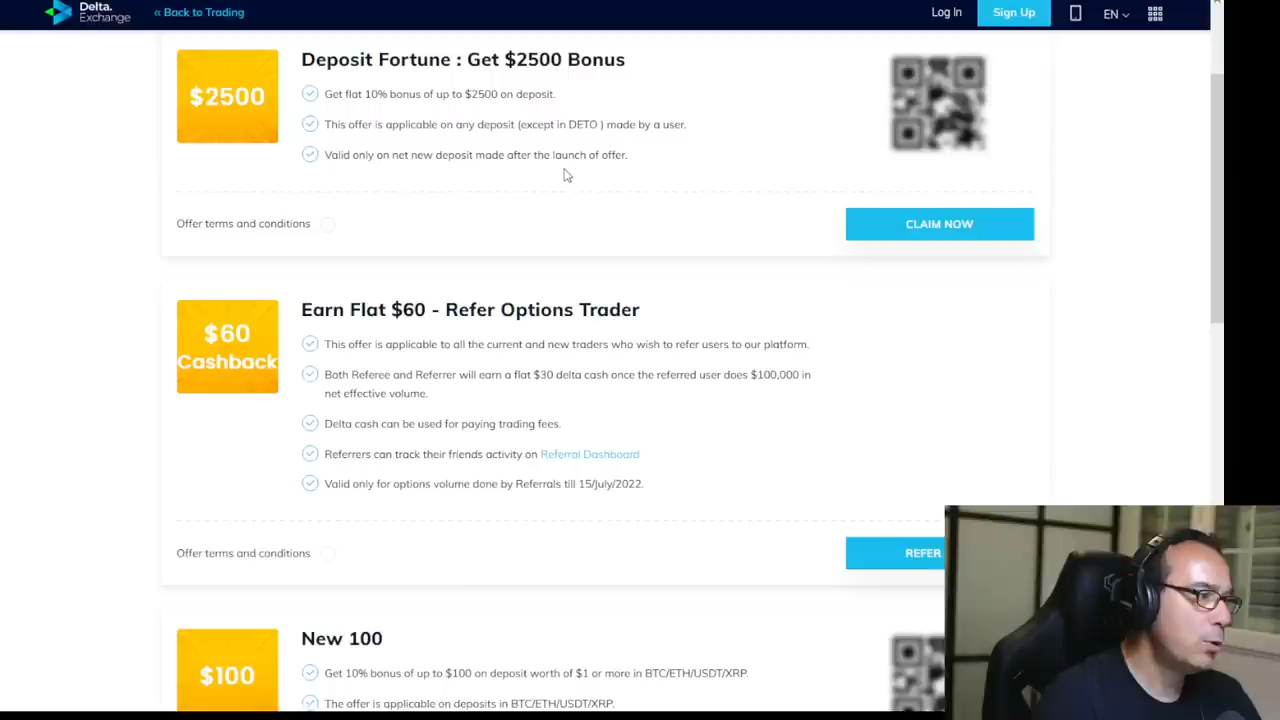 Delta.
Exchange
« Back to Trading
Log In
Sign Up
EN
$2500
Deposit Fortune : Get $2500 Bonus
Get flat 10% bonus of up to $2500 on deposit.
This offer is applicable on any deposit (except in DETO ) made by a user.
Valid only on net new deposit made after the launch of offer.
Offer terms and conditions
CLAIM NOW
$60
Cashback
Earn Flat $60 - Refer Options Trader
This offer is applicable to all the current and new traders who wish to refer users to our platform.
Both Referee and Referrer will earn a flat $30 delta cash once the referred user does $100,000 in
net effective volume.
Delta cash can be used for paying trading fees.
Referrers can track their friends activity on Referral Dashboard
Valid only for options volume done by Referrals till 15/July/2022.
Offer terms and conditions
REFER
$100
New 100
Get 10% bonus of up to $100 on deposit worth of $1 or more in BTC/ETH/USDT/XRP.
The offer is applicable on deposits in BTC/ETH/USDT/XRP.